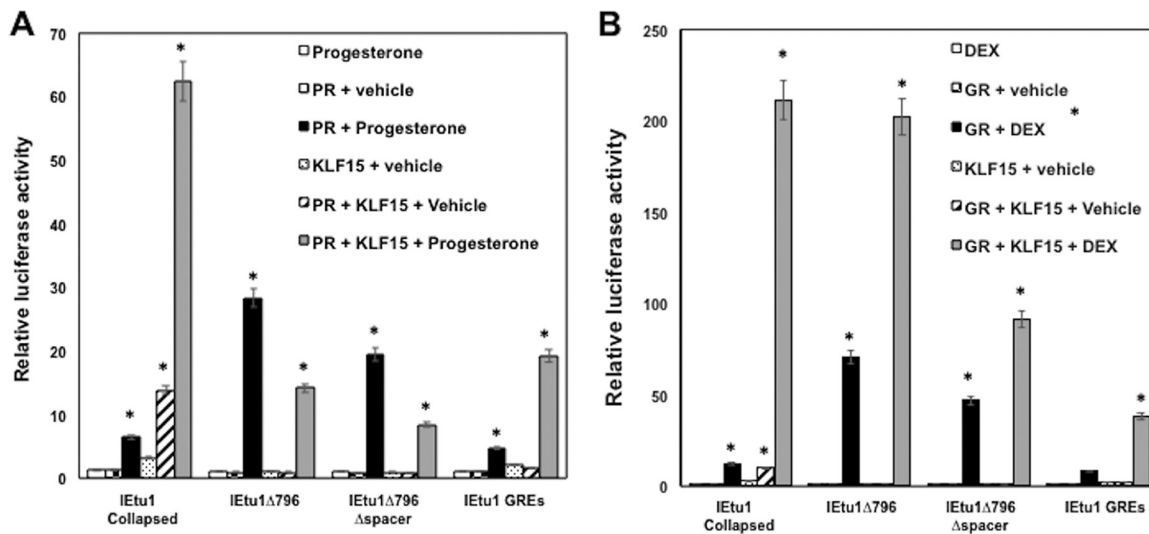 A
70
60
50
40
30
20
10
0
Relative luciferase activity
Progesterone
PR + vehicle
PR + Progesterone
KLF15 + vehicle
PR + KLF15 + Vehicle
PR + KLF15 + Progesterone
* * * *
* *
* *
* *
IEtu1
Collapsed
IEtu1Δ796
IEtu1Δ796
Δspacer
IEtu1 GREs
B
250
200
150
100
50
0
Relative luciferase activity
DEX
GR + vehicle
GR + DEX
KLF15 + vehicle
GR + KLF15 + Vehicle
GR + KLF15 + DEX
* * *
* *
* *
* *
IEtu1
Collapsed
IEtu1Δ796
IEtu1Δ796
Δspacer
IEtu1 GREs